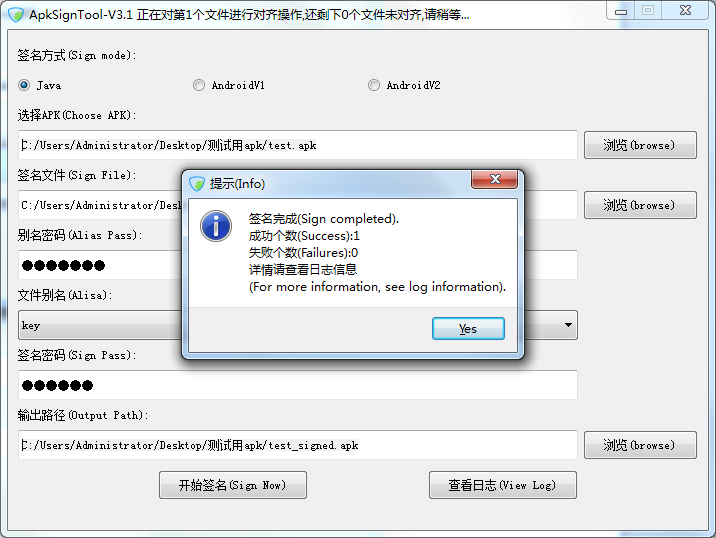 ApkSignTool-V3.1 正在对第1个文件进行对齐操作,还剩下0个文件未对齐,请稍等...
签名方式(Sign mode):
Java
AndroidV1
AndroidV2
选择APK(Choose APK):
C:/Users/Administrator/Desktop/测试用apk/test.apk
浏览(browse)
签名文件(Sign File):
C:/Users/Administrator/Des
浏览(browse)
别名密码(Alias Pass):
文件别名(Alisa):
key
签名密码(Sign Pass):
输出路径(Output Path):
C:/Users/Administrator/Desktop/测试用apk/test_signed.apk
浏览(browse)
开始签名(Sign Now)
查看日志(View Log)
提示(Info)
签名完成(Sign completed).
成功个数(Success):1
失败个数(Failures):0
详情请查看日志信息
(For more information, see log information).
Yes